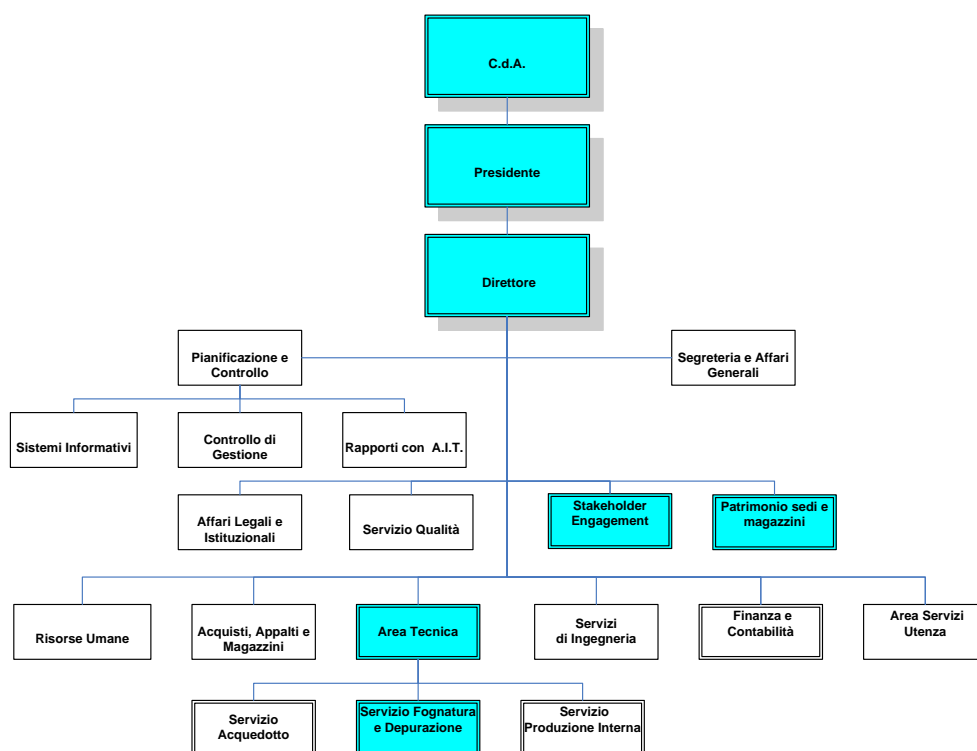 C.d.A.
Presidente
Direttore
Pianificazione e
Controllo
Segreteria e Affari
Generali
Sistemi Informativi
Controllo di
Gestione
Rapporti con A.I.T.
Affari Legali e
Istituzionali
Servizio Qualità
Stakeholder
Engagement
Patrimonio sedi e
magazzini
Risorse Umane
Acquisti, Appalti e
Magazzini
Area Tecnica
Servizi
di Ingegneria
Finanza e
Contabilità
Area Servizi
Utenza
Servizio
Acquedotto
Servizio Fognatura
e Depurazione
Servizio
Produzione Interna